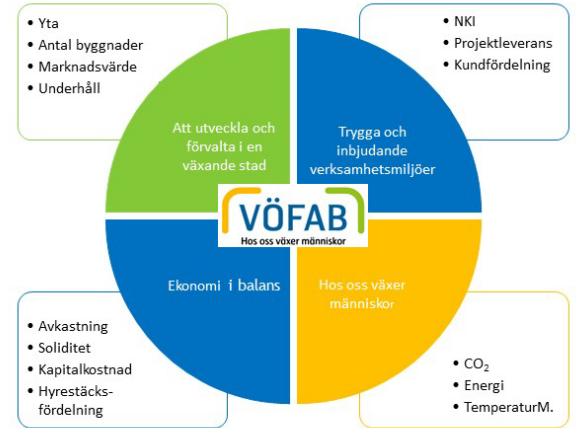 • Yta
• Antal byggnader
• Marknadsvärde
• Underhåll
• NKI
• Projektleverans
• Kundfördelning
Att utveckla och
förvalta i en
växande stad
Trygga och
inbjudande
verksamhetsmiljöer
VÖFAB
Hos oss växer människor
Ekonomi i balans
Hos oss växer
människor
• Avkastning
• Soliditet
• Kapitalkostnad
• Hyrestäcks-
fördelning
• CO₂
• Energi
• TemperaturM.